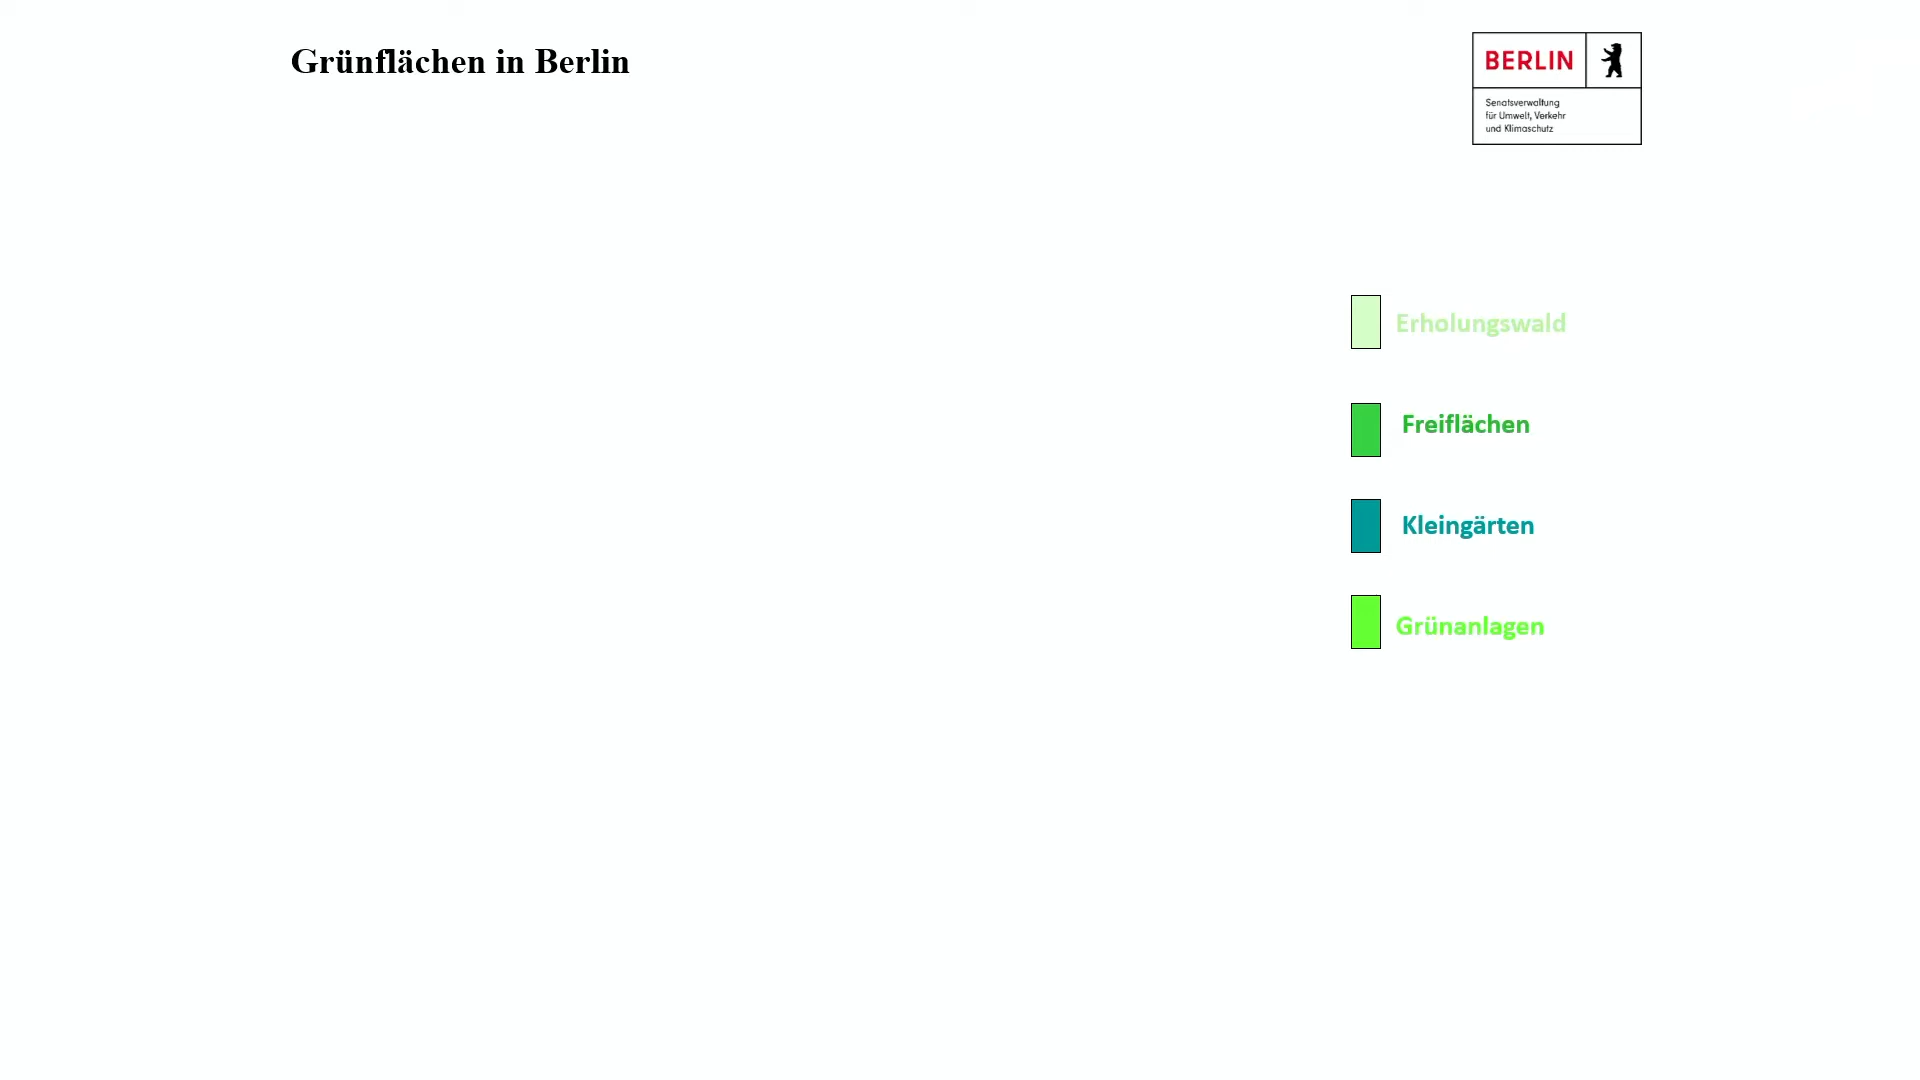 Grünflächen in Berlin
BERLIN
Senatsverwaltung
für Umwelt, Verkehr
und Klimaschutz
Erholungswald
Freiflächen
Kleingärten
Grünanlagen